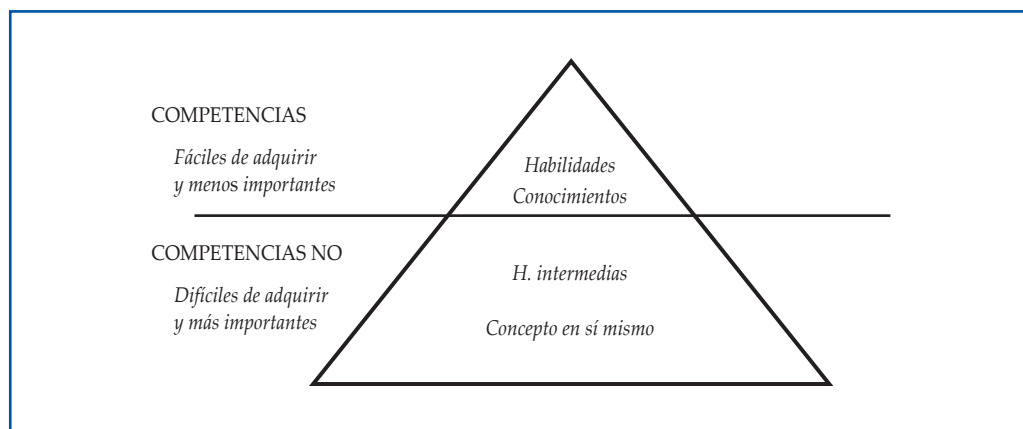 COMPETENCIAS
Fáciles de adquirir
y menos importantes
Habilidades
Conocimientos
COMPETENCIAS NO
Difíciles de adquirir
y más importantes
H. intermedias
Concepto en sí mismo